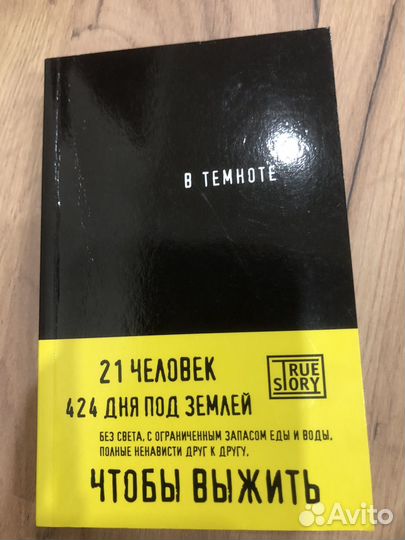 В ТЕМНОТЕ
21 ЧЕЛОВЕК
TRUE
STORY
424 ДНЯ ПОД ЗЕМЛЕЙ
БЕЗ СВЕТА, С ОГРАНИЧЕННЫМ ЗАПАСОМ ЕДЫ И ВОДЫ,
ПОЛНЫЕ НЕНАВИСТИ ДРУГ К ДРУГУ,
ЧТОБЫ ВЫЖИТЬ
Avito